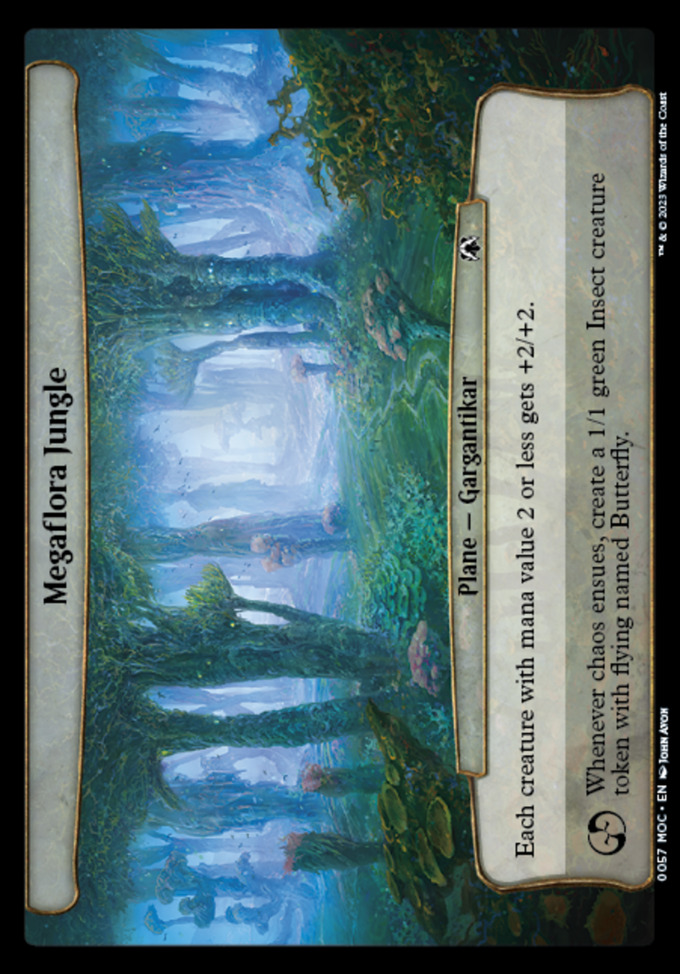 Megaflora Jungle
Plane — Gargantikar
Each creature with mana value 2 or less gets +2/+2.
Whenever chaos ensues, create a 1/1 green Insect creature
token with flying named Butterfly.
0057 MOC • EN JOHN AVON
™ & © 2023 Wizards of the Coast